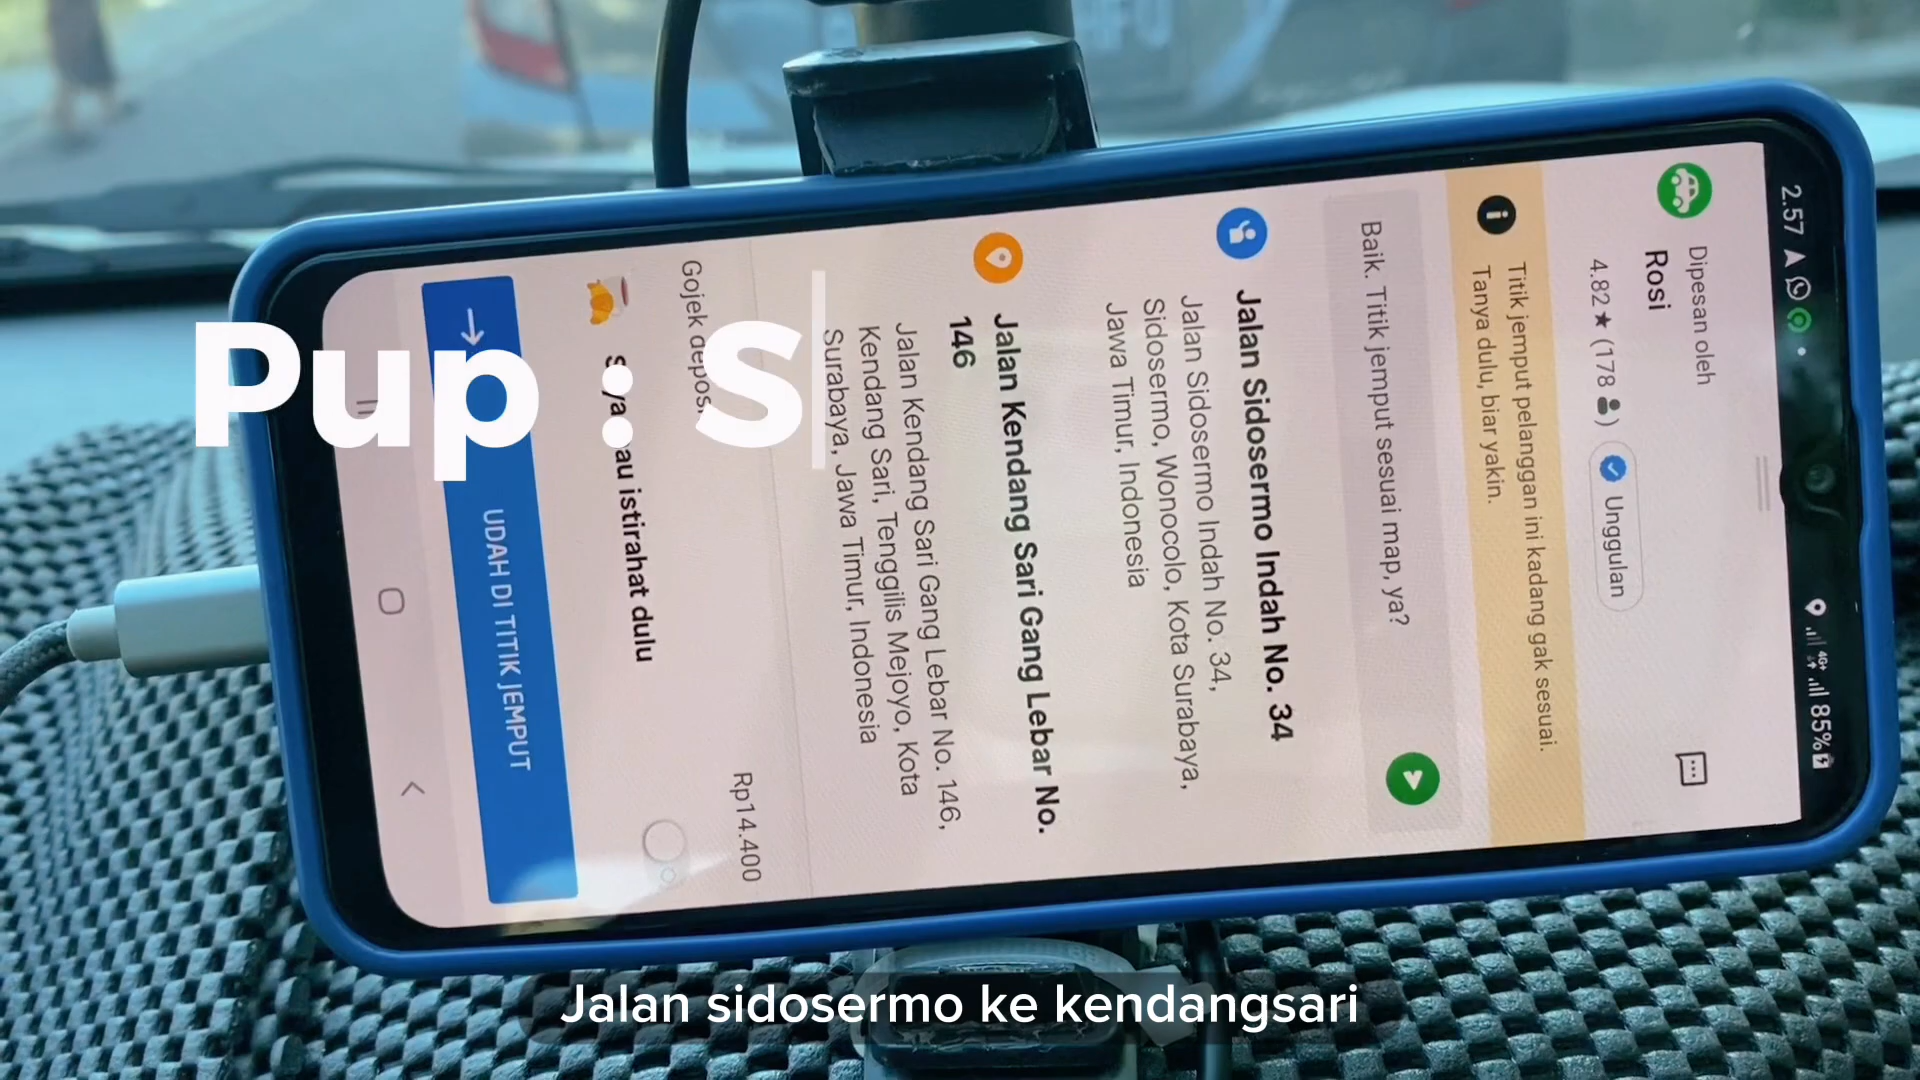 2.57
4G+
85%
Dipesan oleh
Rosi
4.82 ★ (178)
Unggulan
Titik jemput pelanggan ini kadang gak sesuai.
Tanya dulu, biar yakin.
Baik. Titik jemput sesuai map, ya?
Jalan Sidosermo Indah No. 34
Jalan Sidosermo Indah No. 34,
Sidosermo, Wonocolo, Kota Surabaya,
Jawa Timur, Indonesia
Jalan Kendang Sari Gang Lebar No.
146
Jalan Kendang Sari Gang Lebar No. 146,
Kendang Sari, Tenggilis Mejoyo, Kota
Surabaya, Jawa Timur, Indonesia
Gojek deposi
Rp14.400
au istirahat dulu
UDAH DI TITIK JEMPUT
Pup : S
Jalan sidosermo ke kendangsari